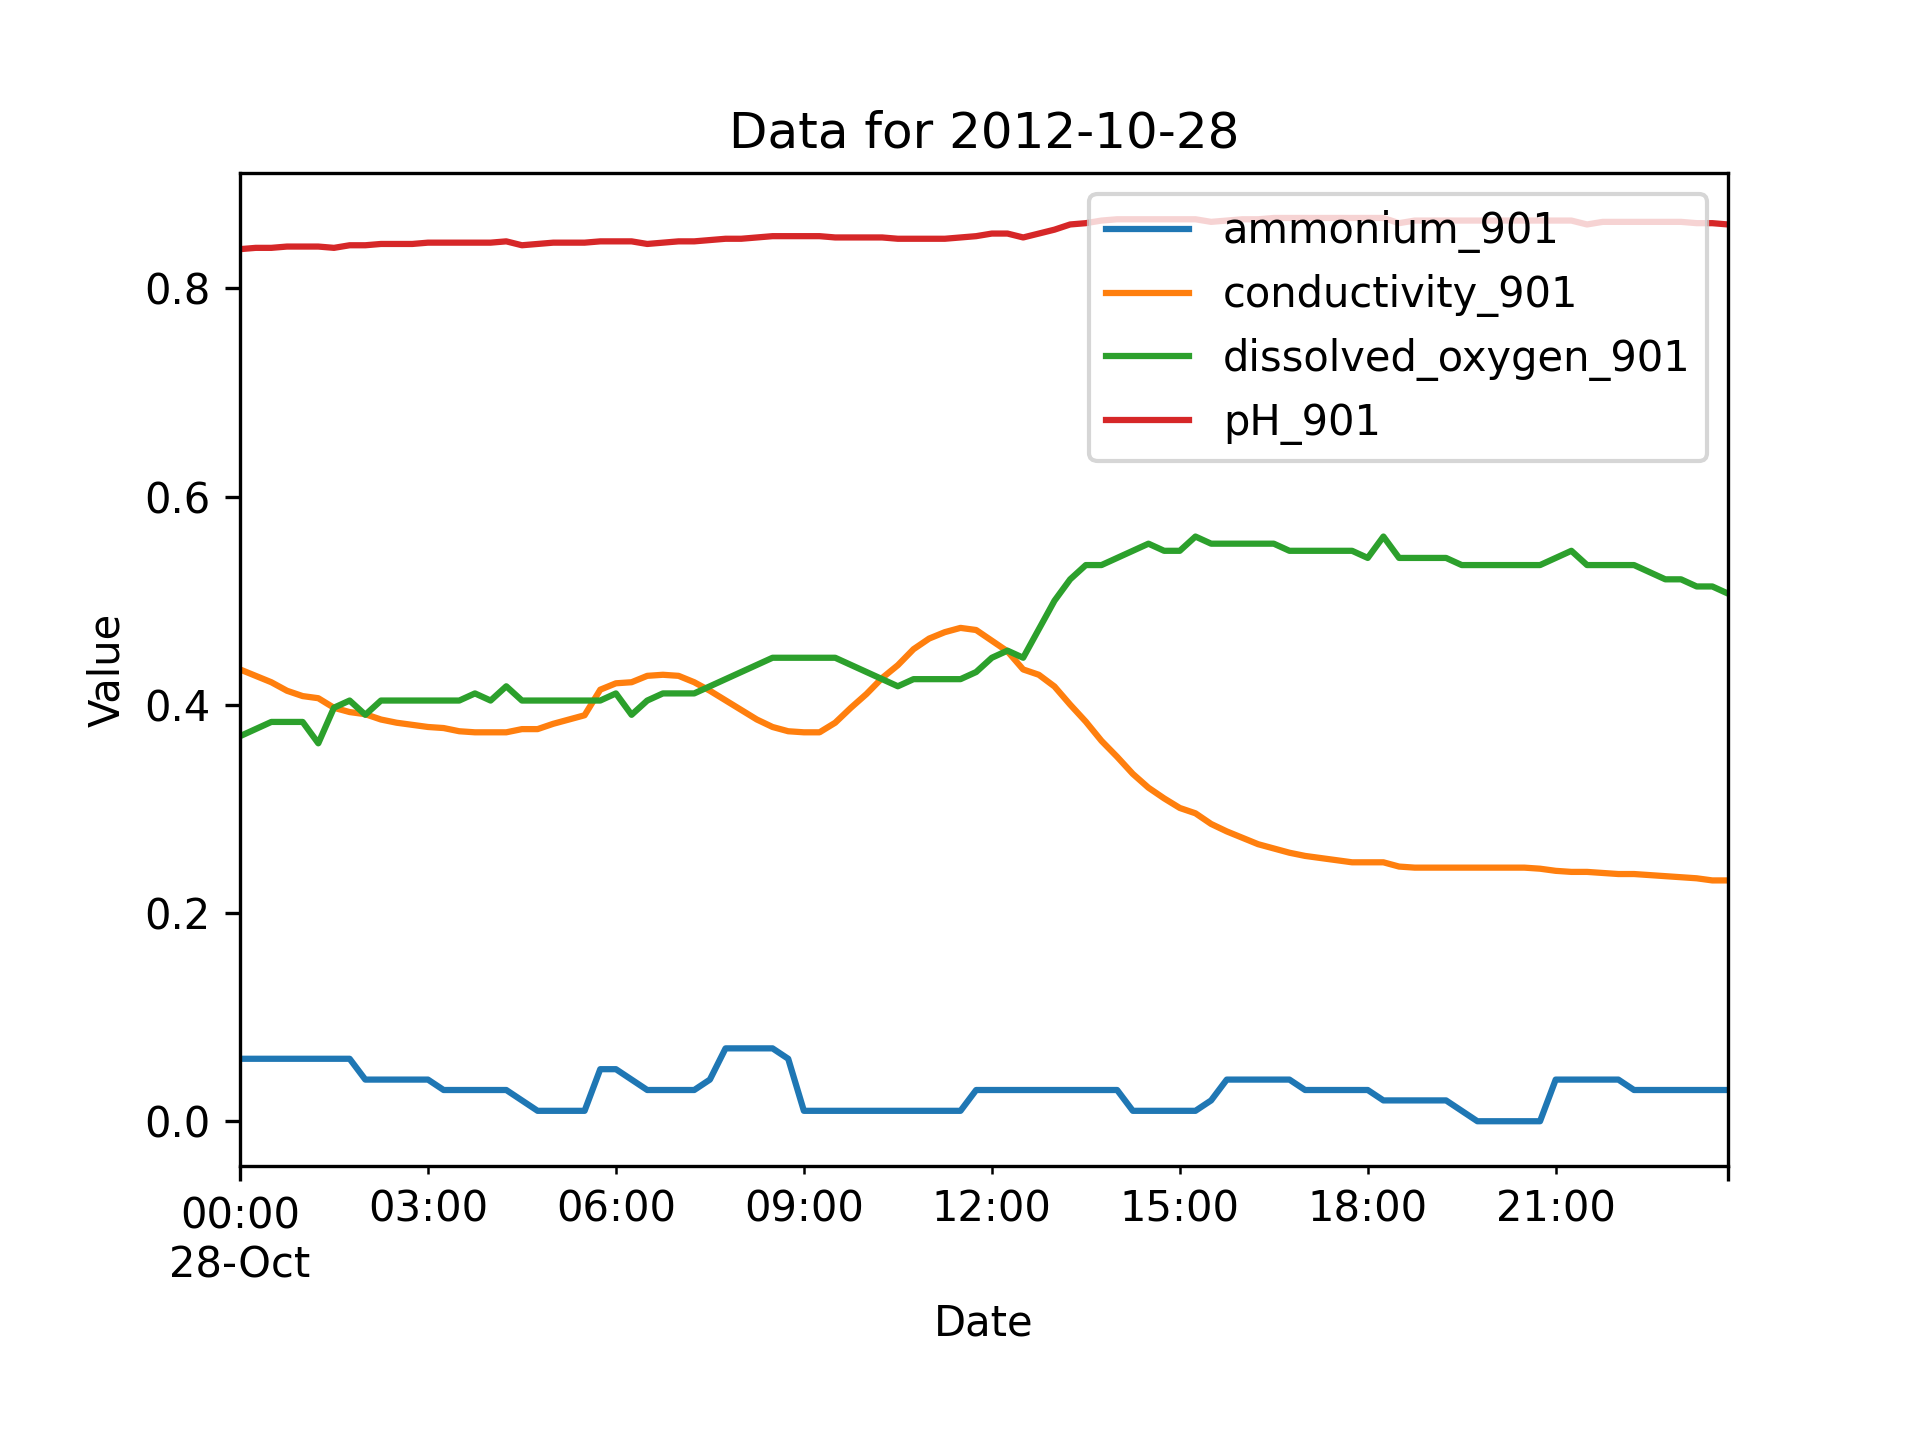 Data for 2012-10-28
ammonium_901
conductivity_901
dissolved_oxygen_901
pH_901
Value
0.8
0.6
0.4
0.2
0.0
00:00 03:00 06:00 09:00 12:00 15:00 18:00 21:00
28-Oct
Date